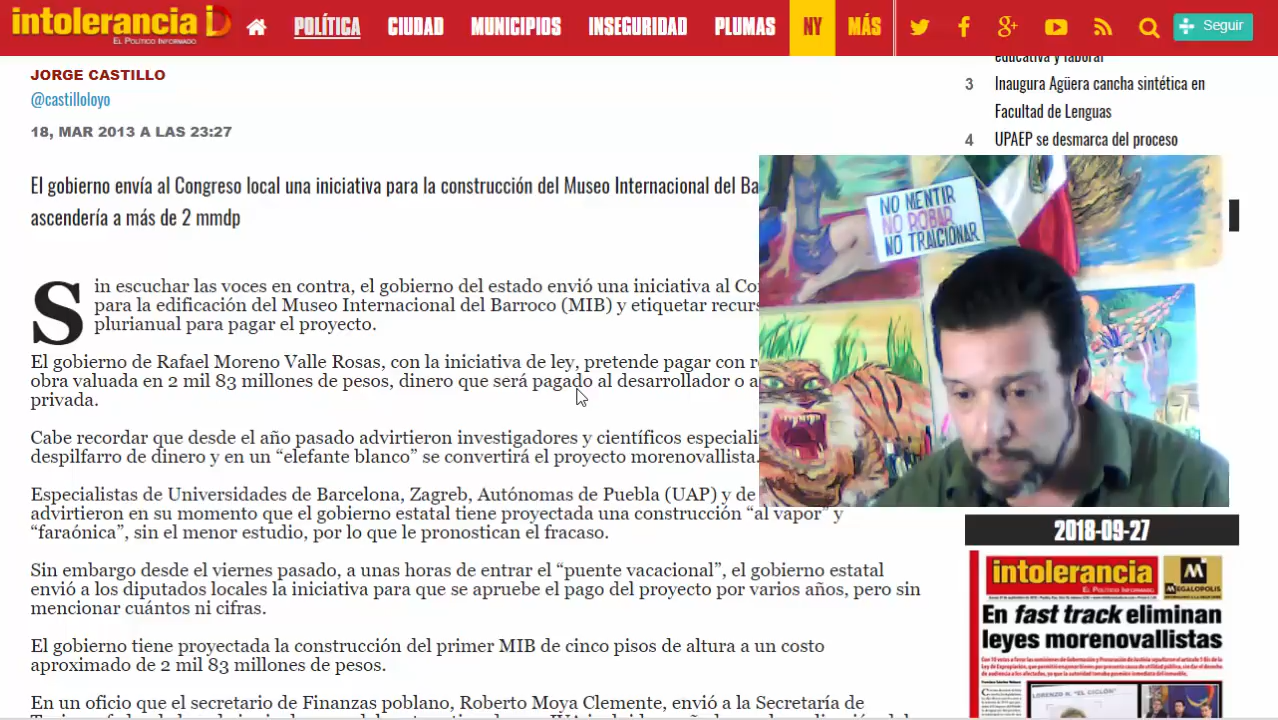 intolerancia iD
EL POLÍTICO INFORMADO
POLÍTICA
CIUDAD
MUNICIPIOS
INSEGURIDAD
PLUMAS
NY
MÁS
Seguir
JORGE CASTILLO
@castilloloyo
18, MAR 2013 A LAS 23:27
El gobierno envía al Congreso local una iniciativa para la construcción del Museo Internacional del Ba
ascendería a más de 2 mmdp
Sin escuchar las voces en contra, el gobierno del estado envió una iniciativa al Co
para la edificación del Museo Internacional del Barroco (MIB) y etiquetar recurs
plurianual para pagar el proyecto.
El gobierno de Rafael Moreno Valle Rosas, con la iniciativa de ley, pretende pagar con r
obra valuada en 2 mil 83 millones de pesos, dinero que será pagado al desarrollador o a
privada.
Cabe recordar que desde el año pasado advirtieron investigadores y científicos especiali
despilfarro de dinero y en un “elefante blanco” se convertirá el proyecto morenovallista.
Especialistas de Universidades de Barcelona, Zagreb, Autónomas de Puebla (UAP) y de
advirtieron en su momento que el gobierno estatal tiene proyectada una construcción “al vapor” y
“faraónica”, sin el menor estudio, por lo que le pronostican el fracaso.
Sin embargo desde el viernes pasado, a unas horas de entrar el “puente vacacional”, el gobierno estatal
envió a los diputados locales la iniciativa para que se apruebe el pago del proyecto por varios años, pero sin
mencionar cuántos ni cifras.
El gobierno tiene proyectada la construcción del primer MIB de cinco pisos de altura a un costo
aproximado de 2 mil 83 millones de pesos.
En un oficio que el secretario de Finanzas poblano, Roberto Maya Clemente, envió a la Secretaría de
educativa y laboral
3 Inaugura Agüera cancha sintética en
Facultad de Lenguas
4 UPAEP se desmarca del proceso
NO MENTIR
NO ROBAR
NO TRAICIONAR
2018-09-27
intolerancia
EL POLÍTICO INFORMADO
M
MEGALOPOLIS
En fast track eliminan
leyes morenovallistas
LORENZO N. "EL CICLÓN"